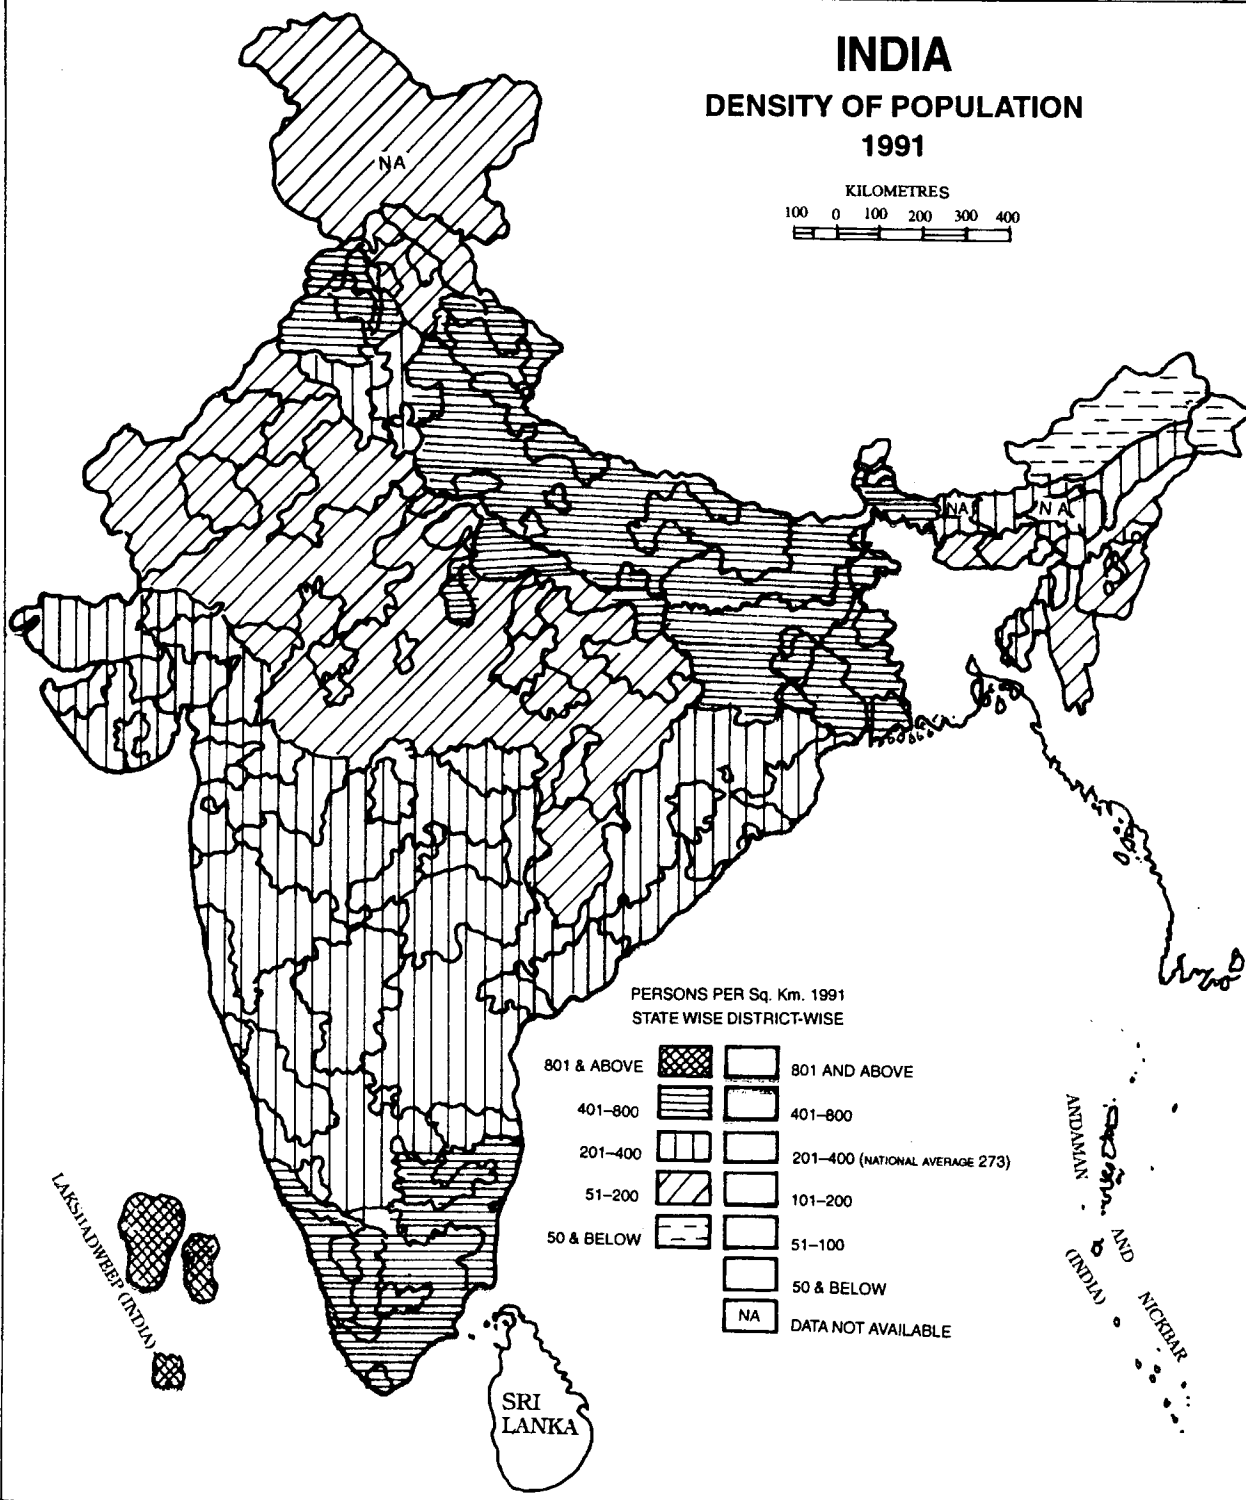 INDIA
DENSITY OF POPULATION
1991
KILOMETRES
100 0 100 200 300 400
NA
NA
N A
PERSONS PER Sq. Km. 1991
STATE WISE DISTRICT-WISE
801 & ABOVE
801 AND ABOVE
401–800
401–800
201–400
201–400 (NATIONAL AVERAGE 273)
51–200
101–200
50 & BELOW
51–100
50 & BELOW
NA
DATA NOT AVAILABLE
LAKSHADWEEP (INDIA)
ANDAMAN
AND
NICKBAR
(INDIA)
SRI
LANKA